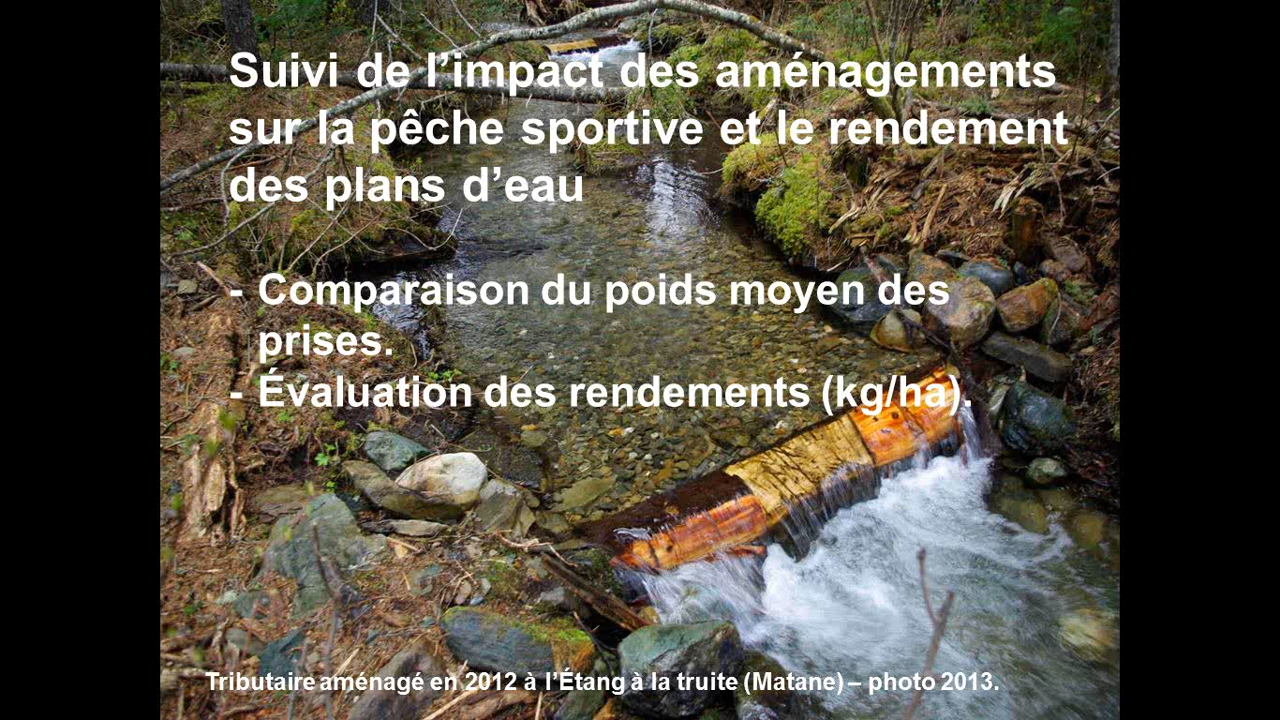 Suivi de l’impact des aménagements
sur la pêche sportive et le rendement
des plans d’eau
- Comparaison du poids moyen des
prises.
- Évaluation des rendements (kg/ha).
Tributaire aménagé en 2012 à l’Étang à la truite (Matane) – photo 2013.